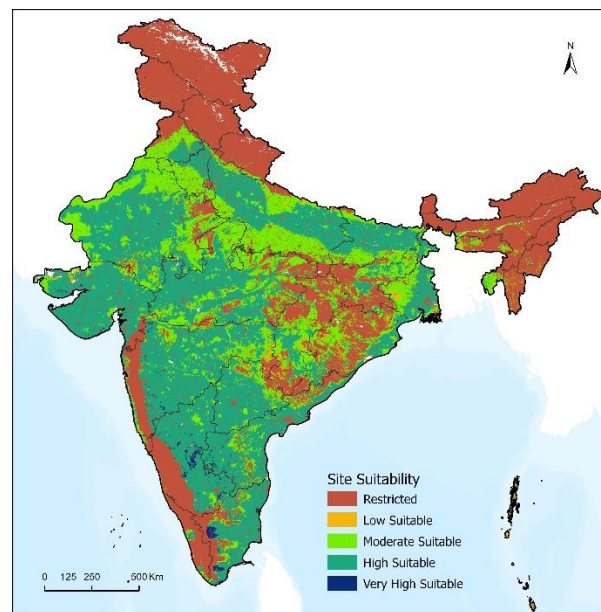 N
Site Suitability
Restricted
Low Suitable
Moderate Suitable
High Suitable
Very High Suitable
0 125 250 500 Km